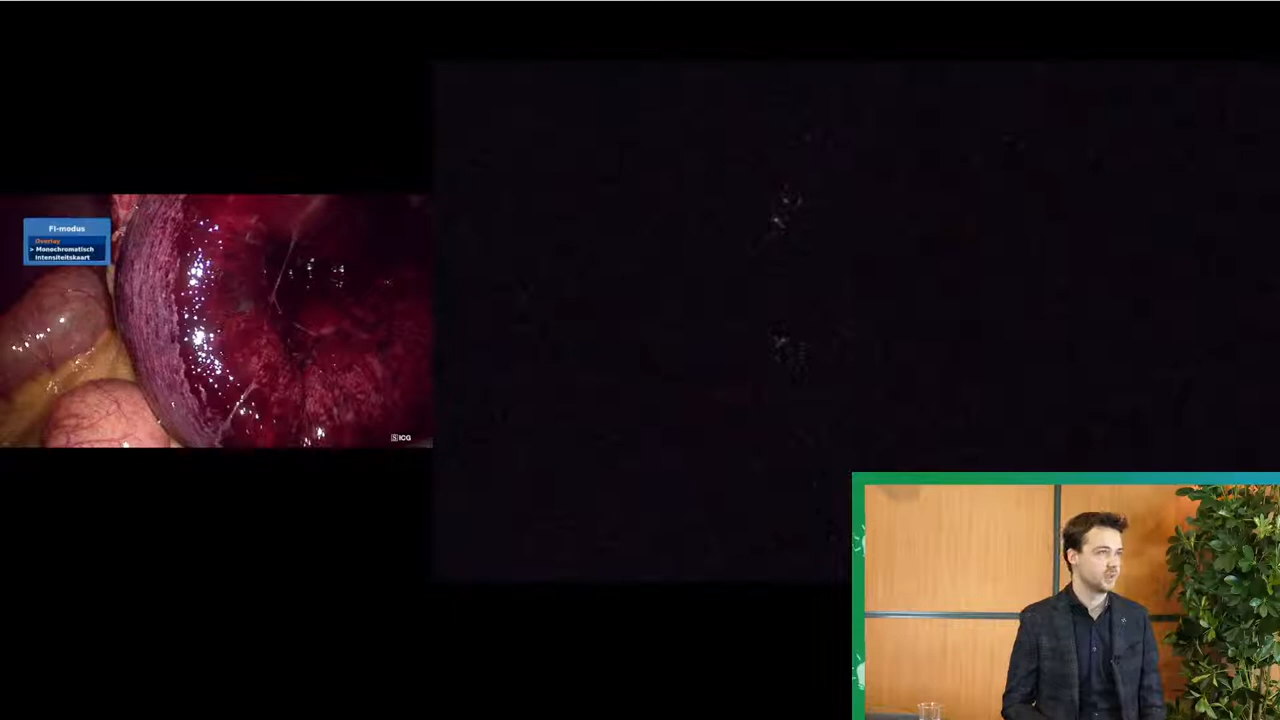 FI-modus
Overlay
> Monochromatisch
Intensiteitskaart
S ICG